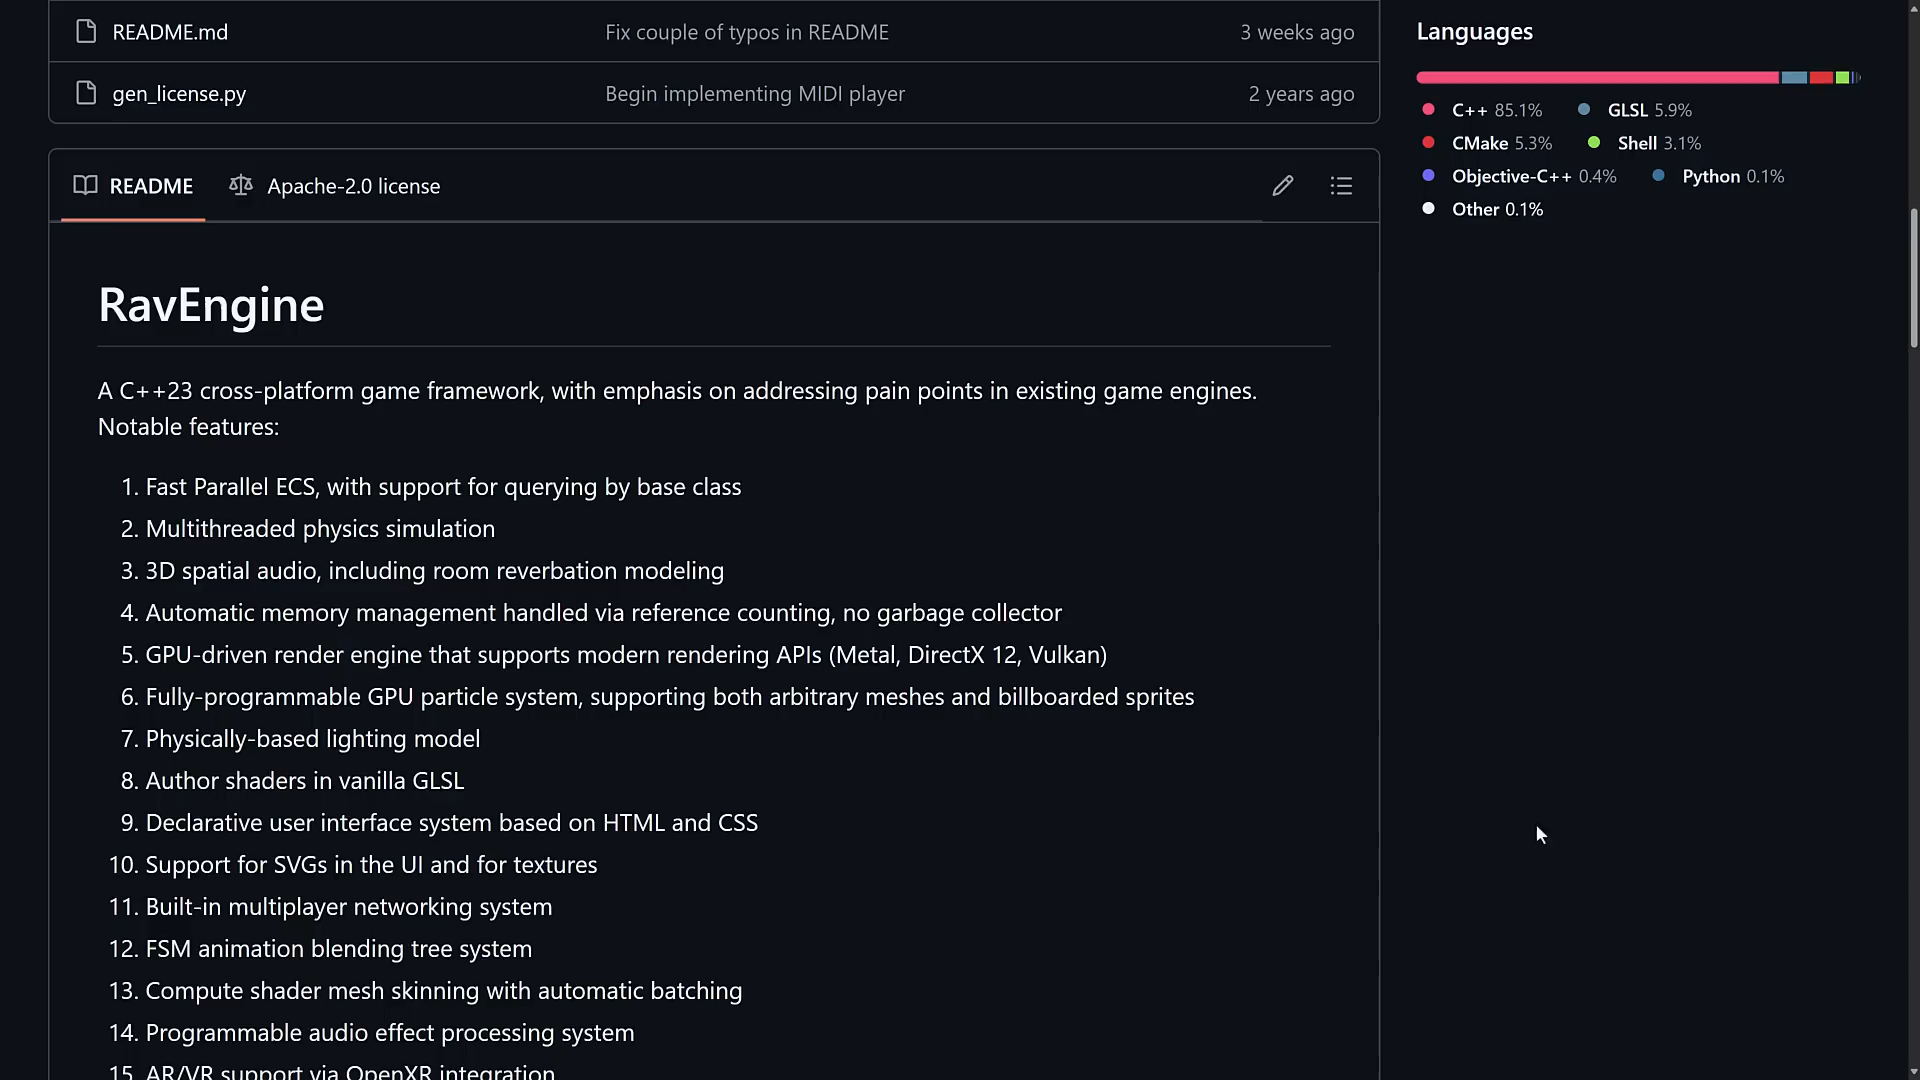 README.md Fix couple of typos in README 3 weeks ago
gen_license.py Begin implementing MIDI player 2 years ago
README Apache-2.0 license
RavEngine
A C++23 cross-platform game framework, with emphasis on addressing pain points in existing game engines.
Notable features:
1. Fast Parallel ECS, with support for querying by base class
2. Multithreaded physics simulation
3. 3D spatial audio, including room reverbation modeling
4. Automatic memory management handled via reference counting, no garbage collector
5. GPU-driven render engine that supports modern rendering APIs (Metal, DirectX 12, Vulkan)
6. Fully-programmable GPU particle system, supporting both arbitrary meshes and billboarded sprites
7. Physically-based lighting model
8. Author shaders in vanilla GLSL
9. Declarative user interface system based on HTML and CSS
10. Support for SVGs in the UI and for textures
11. Built-in multiplayer networking system
12. FSM animation blending tree system
13. Compute shader mesh skinning with automatic batching
14. Programmable audio effect processing system
15. AR/VR support via OpenXR integration
Languages
C++ 85.1% GLSL 5.9%
CMake 5.3% Shell 3.1%
Objective-C++ 0.4% Python 0.1%
Other 0.1%